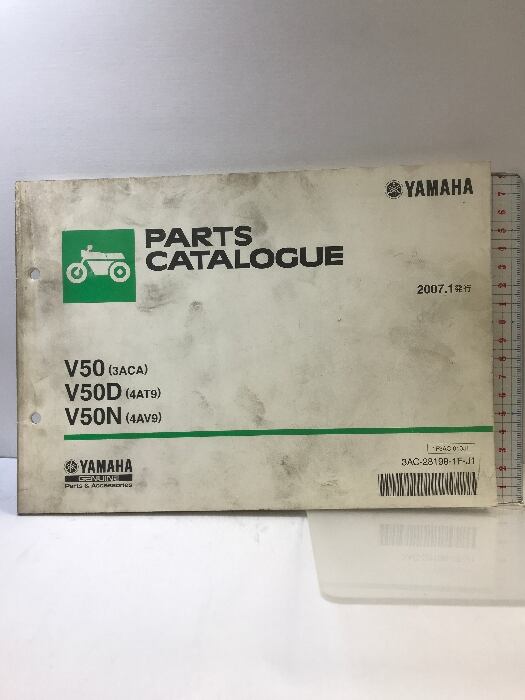 YAMAHA
PARTS
CATALOGUE
2007.1発行
V50 (3ACA)
V50D (4AT9)
V50N (4AV9)
YAMAHA
GENUINE
Parts & Accessories
3AC-28198-1F-J1